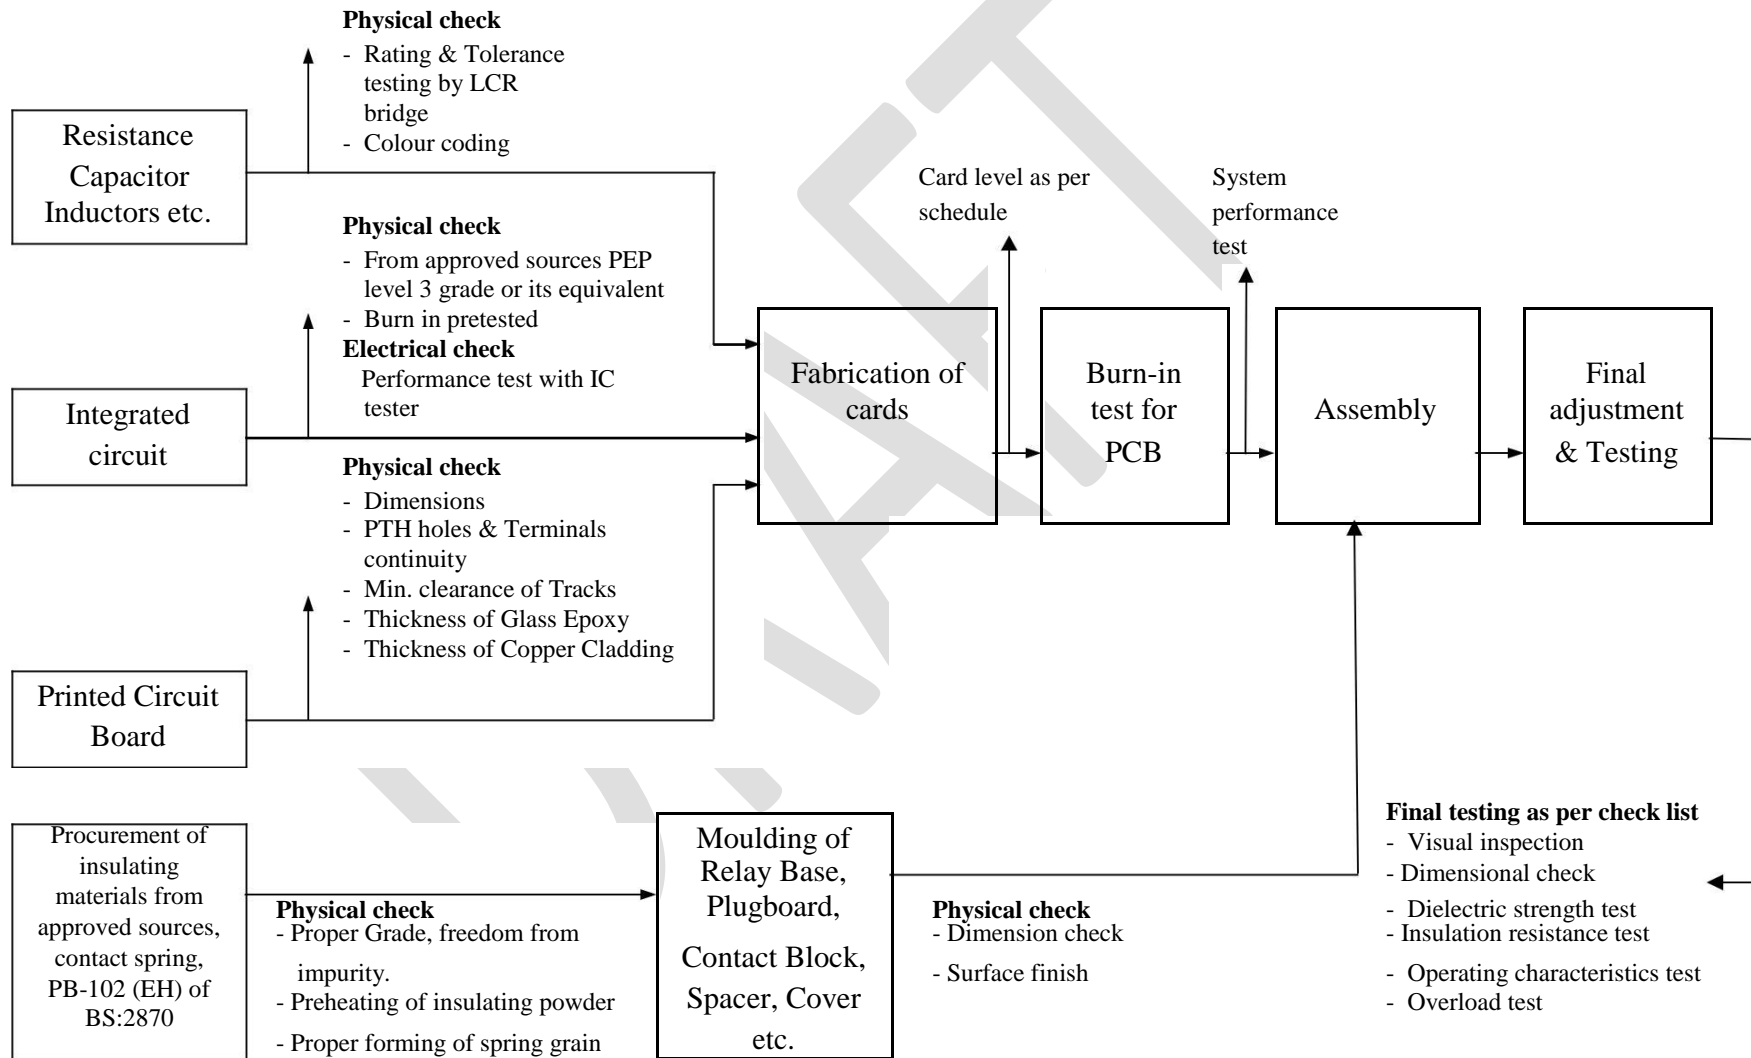 Physical check
- Rating & Tolerance
testing by LCR
bridge
- Colour coding
Resistance
Capacitor
Inductors etc.
Physical check
- From approved sources PEP
level 3 grade or its equivalent
- Burn in pretested
Electrical check
Performance test with IC
tester
Integrated
circuit
Physical check
- Dimensions
- PTH holes & Terminals
continuity
- Min. clearance of Tracks
- Thickness of Glass Epoxy
- Thickness of Copper Cladding
Printed Circuit
Board
Card level as per
schedule
System
performance
test
Fabrication of
cards
Burn-in
test for
PCB
Assembly
Final
adjustment
& Testing
Procurement of
insulating
materials from
approved sources,
contact spring,
PB-102 (EH) of
BS:2870
Physical check
- Proper Grade, freedom from
impurity.
- Preheating of insulating powder
- Proper forming of spring grain
Moulding of
Relay Base,
Plugboard,
Contact Block,
Spacer, Cover
etc.
Physical check
- Dimension check
- Surface finish
Final testing as per check list
- Visual inspection
- Dimensional check
- Dielectric strength test
- Insulation resistance test
- Operating characteristics test
- Overload test